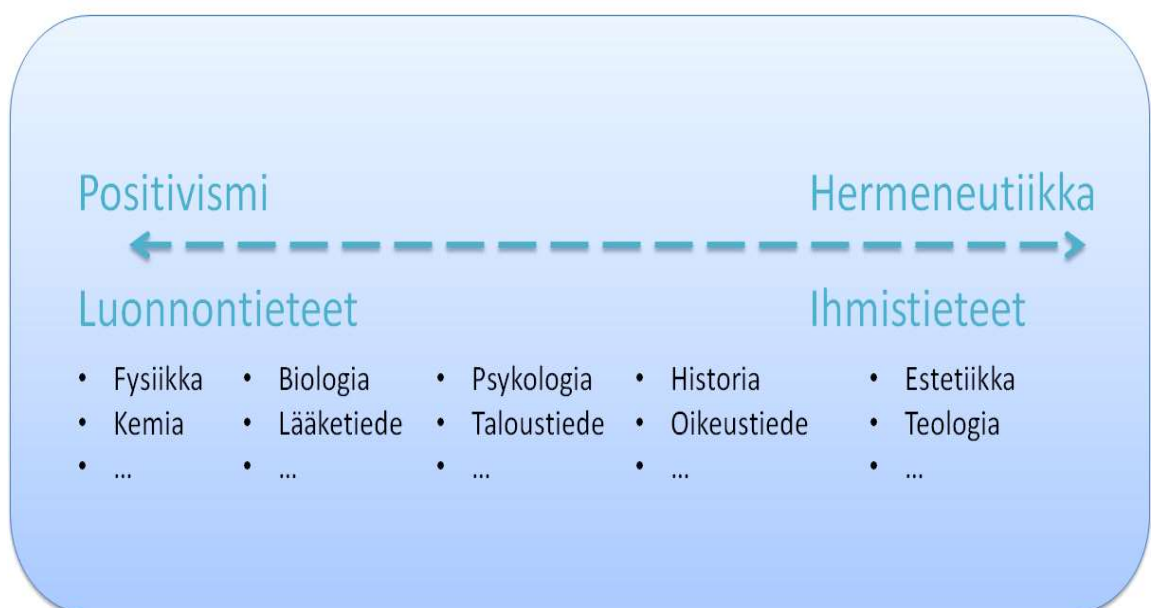 Positivismi Hermeneutiikka
Luonnontieteet Ihmistieteet
• Fysiikka • Biologia • Psykologia • Historia • Estetiikka
• Kemia • Lääketiede • Taloustiede • Oikeustiede • Teologia
• ... • ... • ... • ... • ...